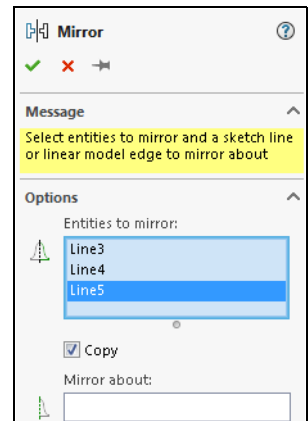 Mirror
Message
Select entities to mirror and a sketch line
or linear model edge to mirror about
Options
Entities to mirror:
Line3
Line4
Line5
Copy
Mirror about: